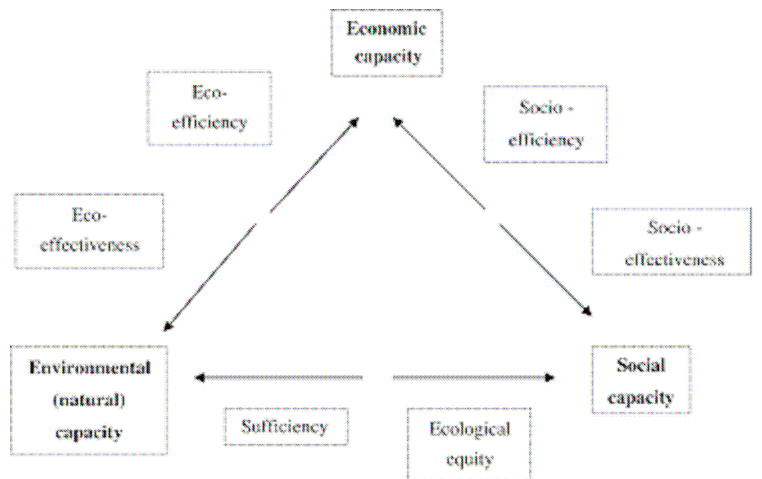 Economic
capacity
Eco-
efficiency
Socio -
efficiency
Eco-
effectiveness
Socio -
effectiveness
Environmental
(natural)
capacity
Social
capacity
Sufficiency
Ecological
equity